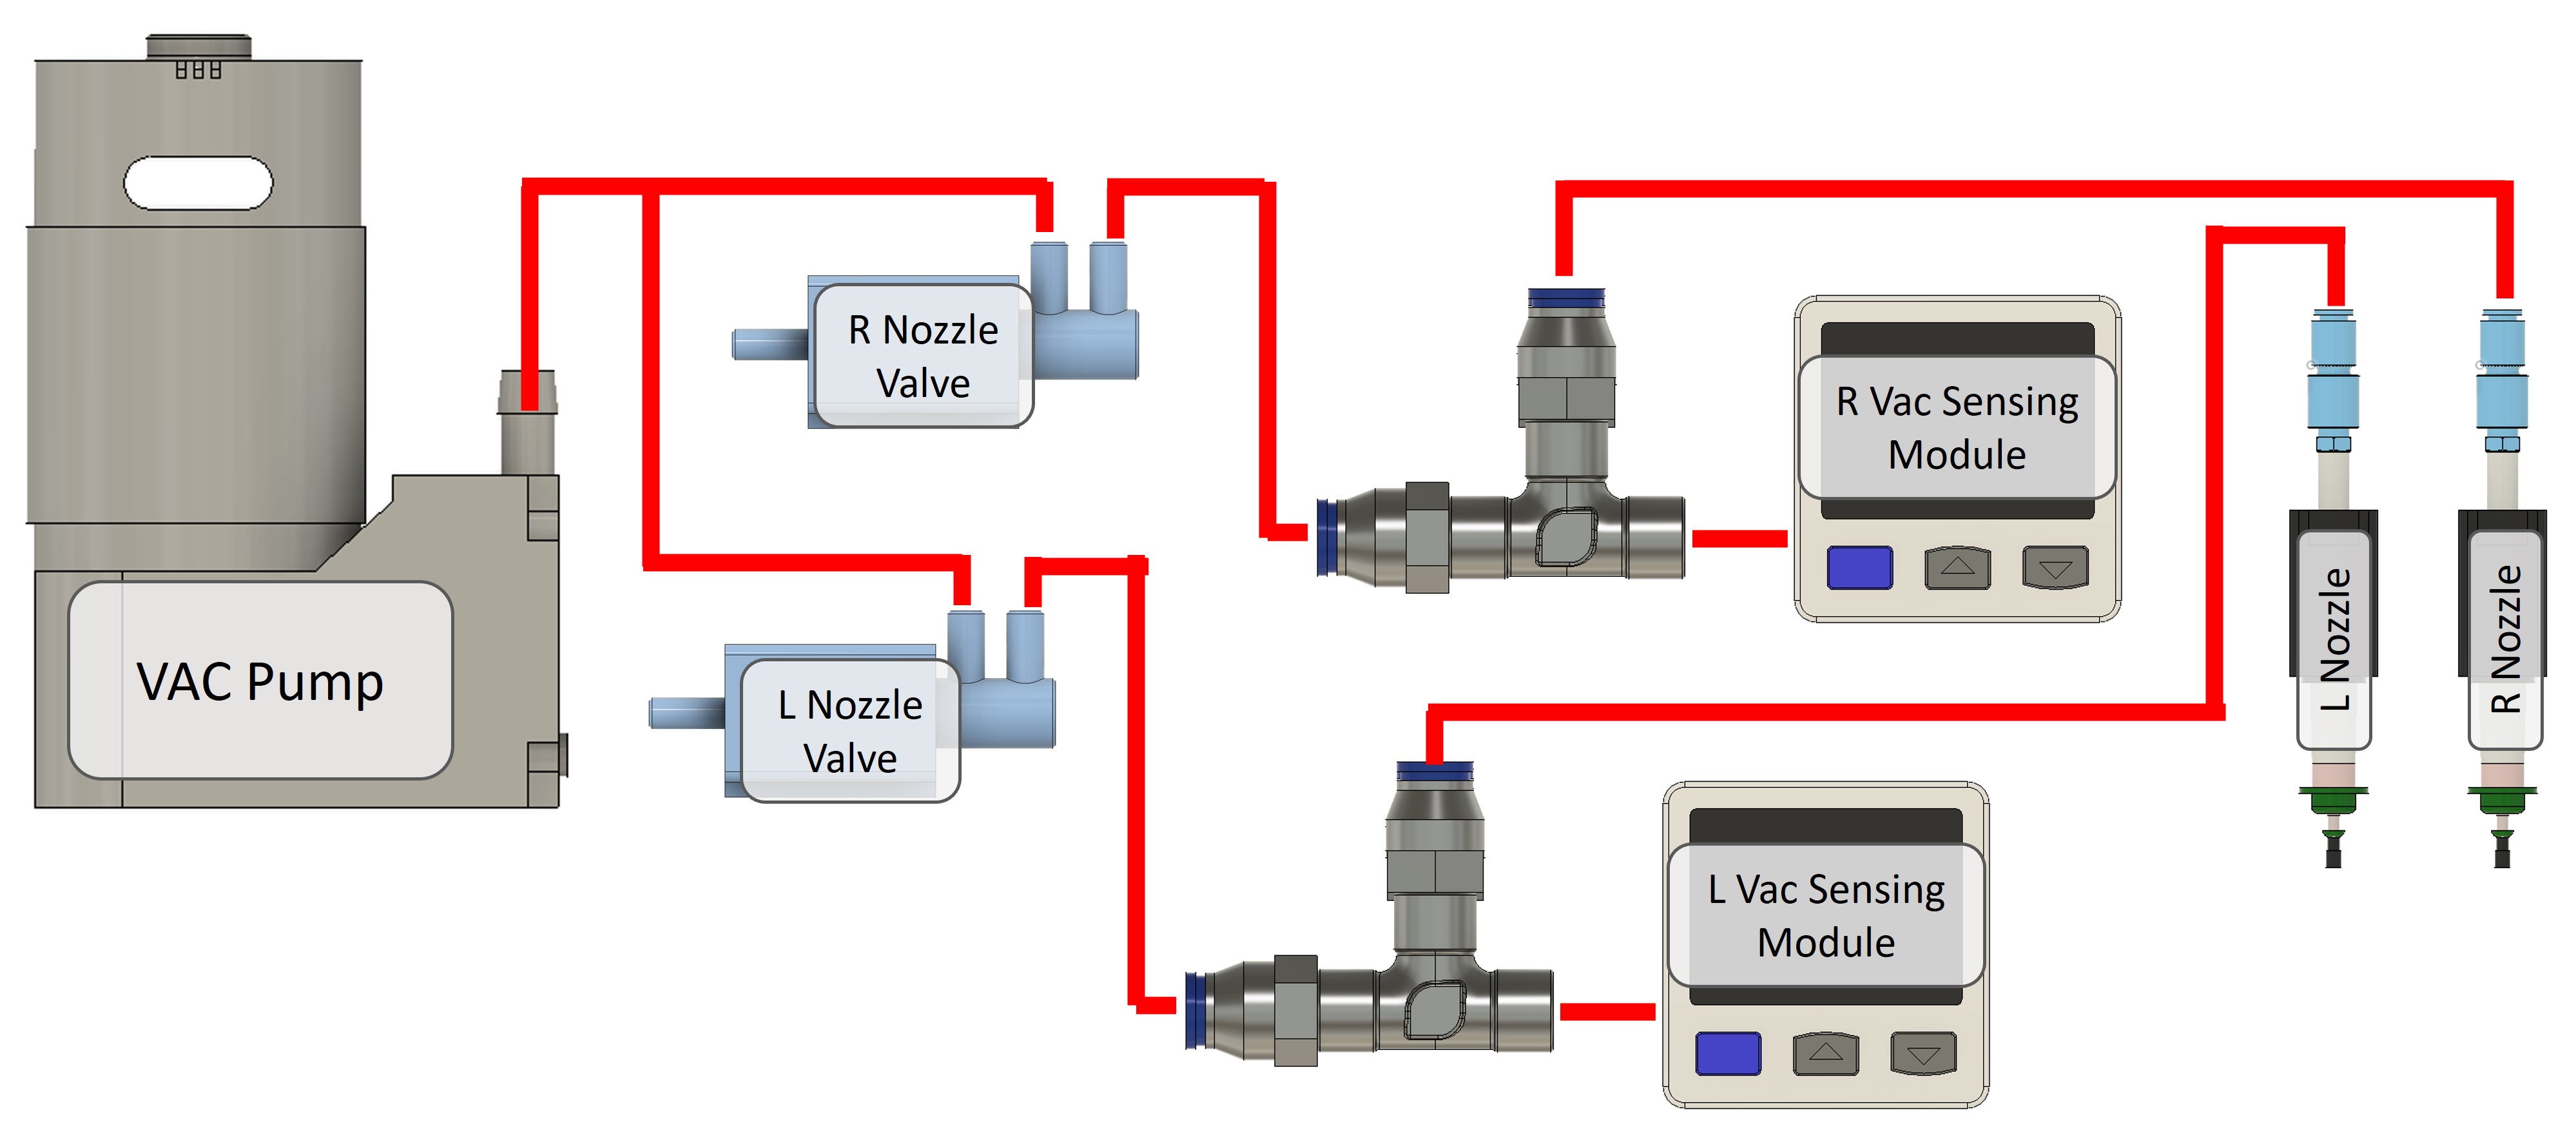 VAC Pump
R Nozzle
Valve
L Nozzle
Valve
R Vac Sensing
Module
L Vac Sensing
Module
L Nozzle
R Nozzle